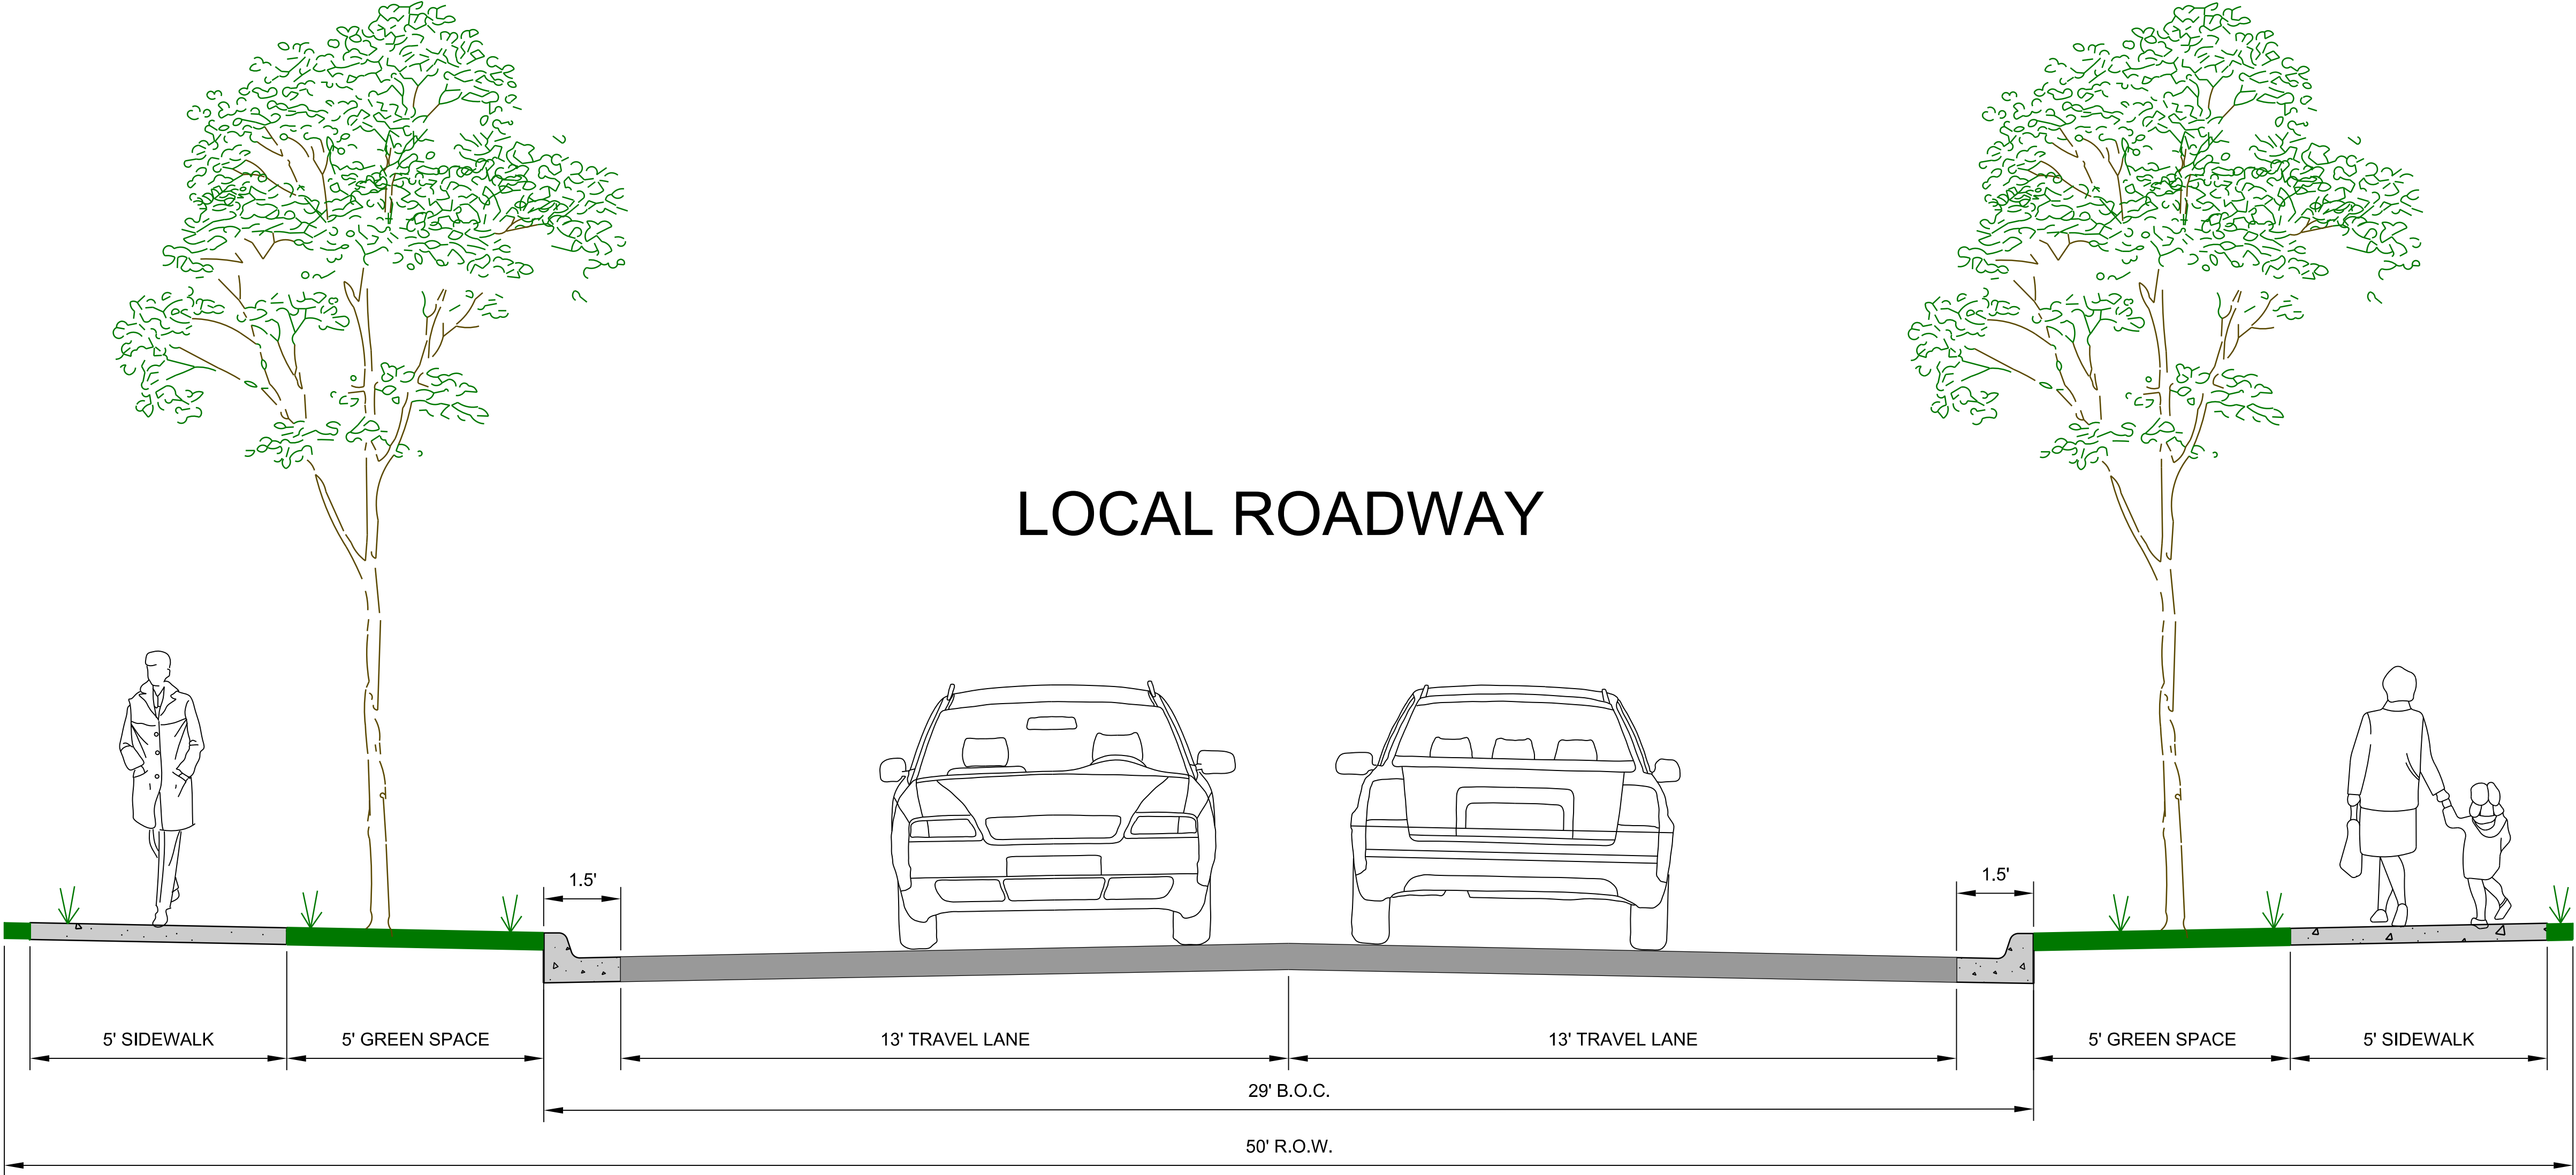 LOCAL ROADWAY
1.5'
1.5'
5' SIDEWALK
5' GREEN SPACE
13' TRAVEL LANE
13' TRAVEL LANE
5' GREEN SPACE
5' SIDEWALK
29' B.O.C.
50' R.O.W.